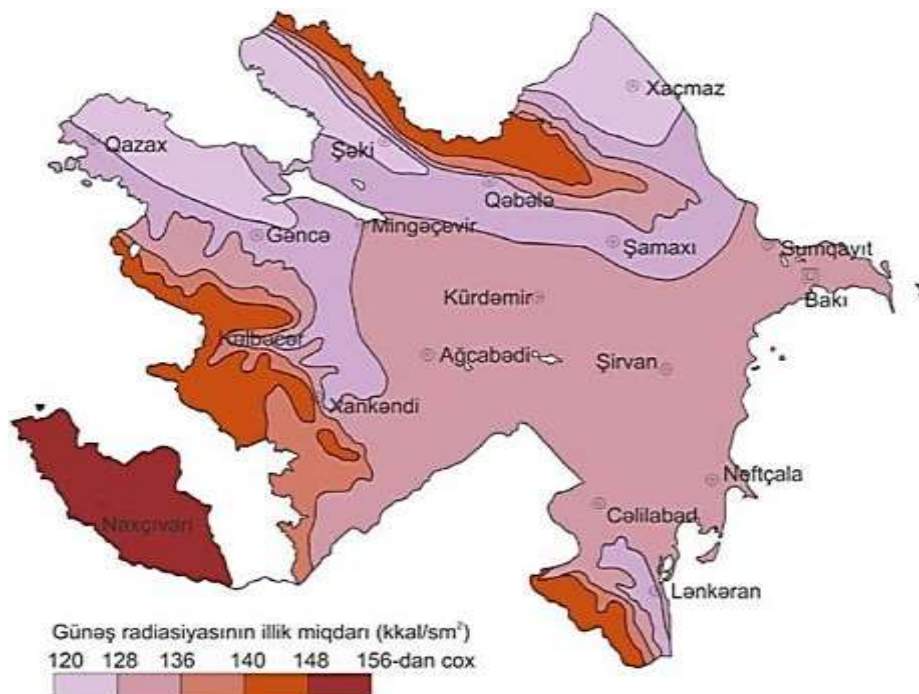 Xaçmaz
Qazax
Şəki
Qəbələ
Gəncə
Mingəçevir
Şamaxı
Sumqayıt
Bakı
Kürdəmir
Kəlbəcər
Ağcabədi
Şirvan
Xankəndi
Neftçala
Naxçıvan
Cəlilabad
Lənkəran
Günəş radiasiyasının illik miqdarı (kkal/sm²)
120 128 136 140 148 156-dan cox